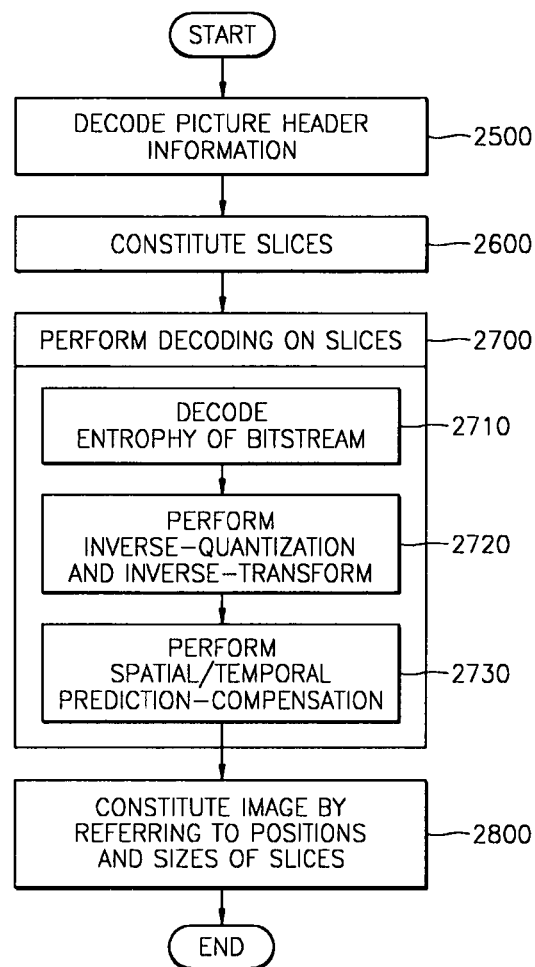 START
DECODE PICTURE HEADER
INFORMATION
2500
CONSTITUTE SLICES
2600
PERFORM DECODING ON SLICES
2700
DECODE
ENTROPY OF BITSTREAM
2710
PERFORM
INVERSE-QUANTIZATION
AND INVERSE-TRANSFORM
2720
PERFORM
SPATIAL/TEMPORAL
PREDICTION-COMPENSATION
2730
CONSTITUTE IMAGE BY
REFERRING TO POSITIONS
AND SIZES OF SLICES
2800
END